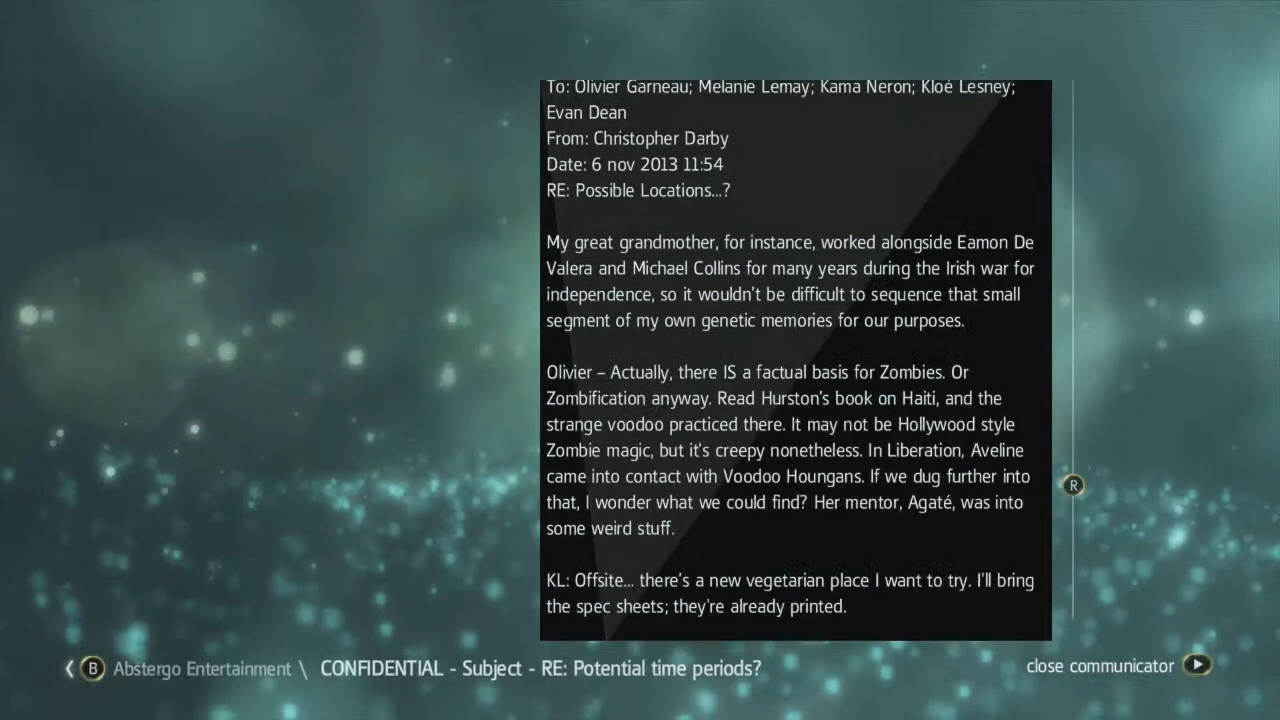 To: Olivier Garneau; Melanie Lemay; Kama Neron; Kloé Lesney;
Evan Dean
From: Christopher Darby
Date: 6 nov 2013 11:54
RE: Possible Locations...?
My great grandmother, for instance, worked alongside Eamon De
Valera and Michael Collins for many years during the Irish war for
independence, so it wouldn't be difficult to sequence that small
segment of my own genetic memories for our purposes.
Olivier – Actually, there IS a factual basis for Zombies. Or
Zombification anyway. Read Hurston's book on Haiti, and the
strange voodoo practiced there. It may not be Hollywood style
Zombie magic, but it's creepy nonetheless. In Liberation, Aveline
came into contact with Voodoo Houngans. If we dug further into
that, I wonder what we could find? Her mentor, Agaté, was into
some weird stuff.
KL: Offsite... there's a new vegetarian place I want to try. I'll bring
the spec sheets; they're already printed.
R
B Abstergo Entertainment \ CONFIDENTIAL - Subject - RE: Potential time periods?
close communicator